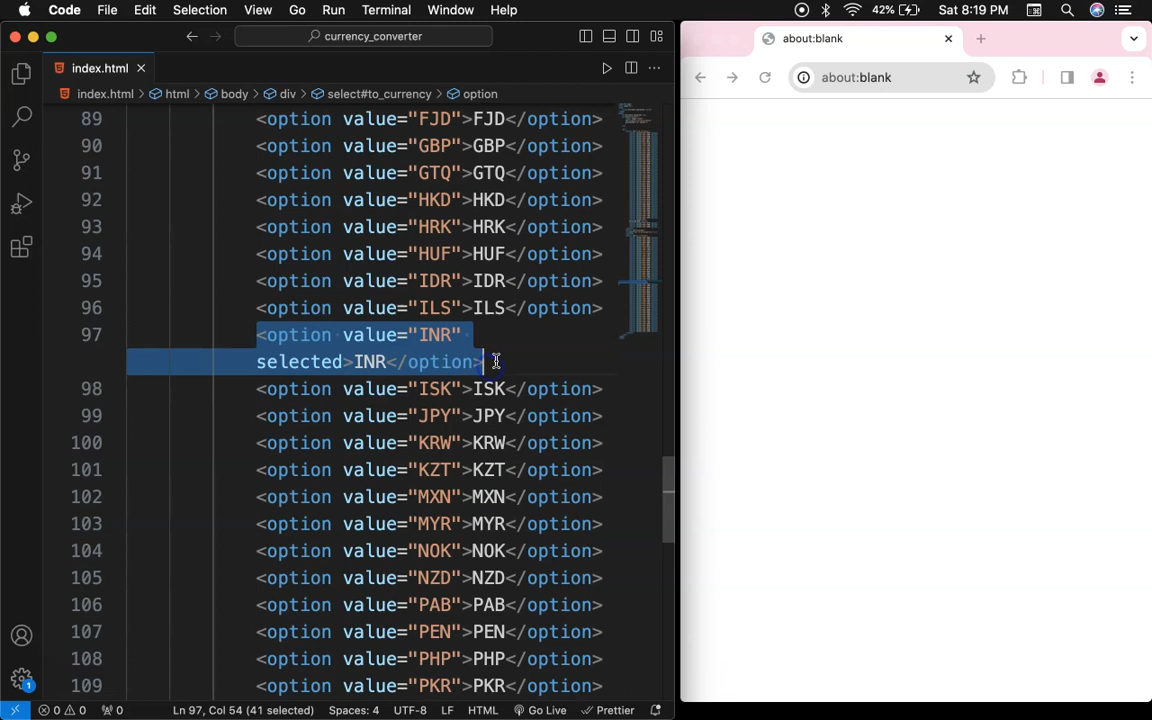 Code File Edit Selection View Go Run Terminal Window Help 42% Sat 8:19 PM
currency_converter
about:blank
index.html
about:blank
index.html > html > body > div > select#to_currency > option
89 <option value="FJD">FJD</option>
90 <option value="GBP">GBP</option>
91 <option value="GTQ">GTQ</option>
92 <option value="HKD">HKD</option>
93 <option value="HRK">HRK</option>
94 <option value="HUF">HUF</option>
95 <option value="IDR">IDR</option>
96 <option value="ILS">ILS</option>
97 <option value="INR"
selected>INR</option>
98 <option value="ISK">ISK</option>
99 <option value="JPY">JPY</option>
100 <option value="KRW">KRW</option>
101 <option value="KZT">KZT</option>
102 <option value="MXN">MXN</option>
103 <option value="MYR">MYR</option>
104 <option value="NOK">NOK</option>
105 <option value="NZD">NZD</option>
106 <option value="PAB">PAB</option>
107 <option value="PEN">PEN</option>
108 <option value="PHP">PHP</option>
109 <option value="PKR">PKR</option>
1
0 0 0 Ln 97, Col 54 (41 selected) Spaces: 4 UTF-8 LF HTML Go Live Prettier